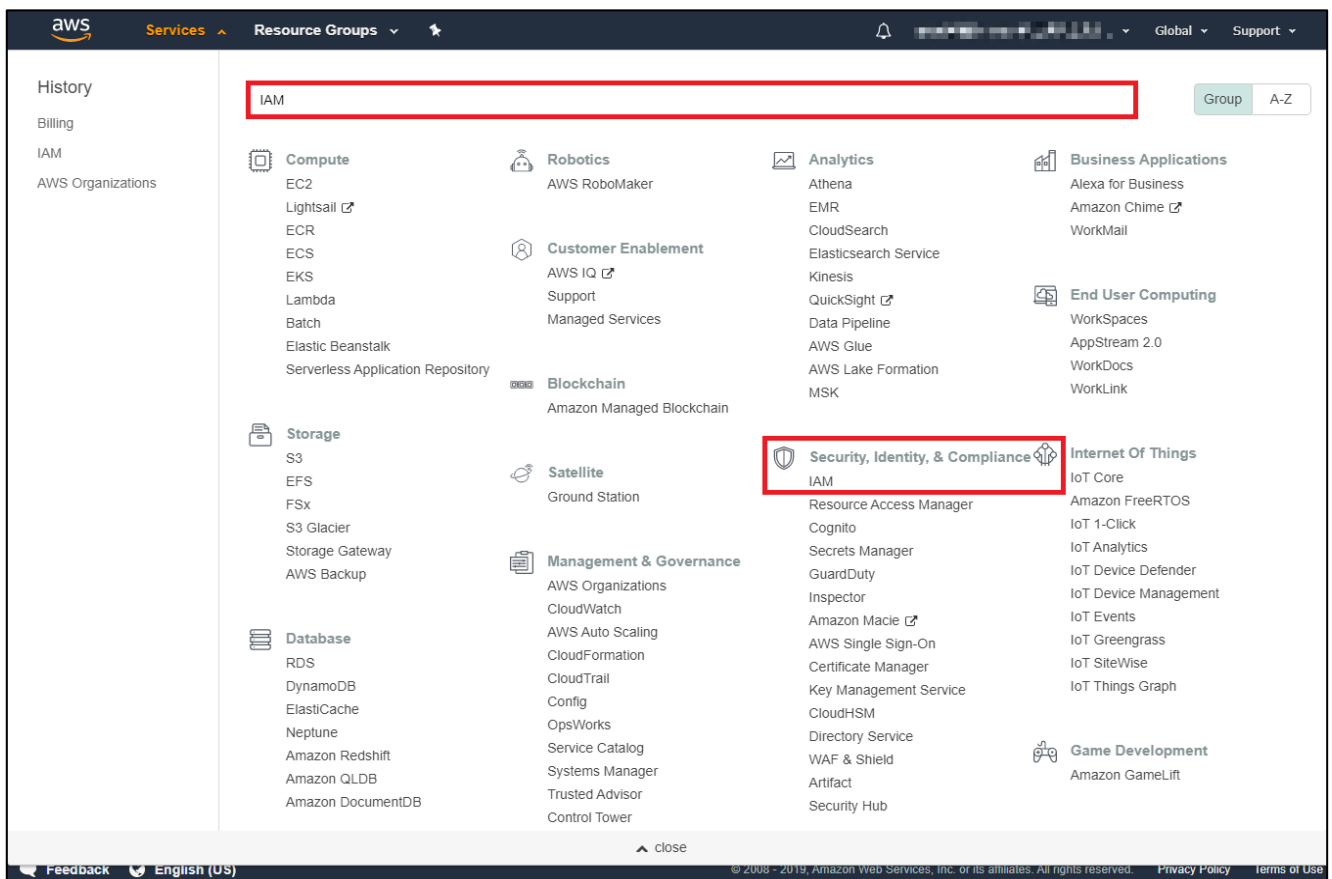 aws
Services
Resource Groups
Global
Support
History
Billing
IAM
AWS Organizations
IAM
Group
A-Z
Compute
EC2
Lightsail
ECR
ECS
EKS
Lambda
Batch
Elastic Beanstalk
Serverless Application Repository
Storage
S3
EFS
FSx
S3 Glacier
Storage Gateway
AWS Backup
Database
RDS
DynamoDB
ElastiCache
Neptune
Amazon Redshift
Amazon QLDB
Amazon DocumentDB
Robotics
AWS RoboMaker
Customer Enablement
AWS IQ
Support
Managed Services
Blockchain
Amazon Managed Blockchain
Satellite
Ground Station
Management & Governance
AWS Organizations
CloudWatch
AWS Auto Scaling
CloudFormation
CloudTrail
Config
OpsWorks
Service Catalog
Systems Manager
Trusted Advisor
Control Tower
Analytics
Athena
EMR
CloudSearch
Elasticsearch Service
Kinesis
QuickSight
Data Pipeline
AWS Glue
AWS Lake Formation
MSK
Security, Identity, & Compliance
IAM
Resource Access Manager
Cognito
Secrets Manager
GuardDuty
Inspector
Amazon Macie
AWS Single Sign-On
Certificate Manager
Key Management Service
CloudHSM
Directory Service
WAF & Shield
Artifact
Security Hub
Business Applications
Alexa for Business
Amazon Chime
WorkMail
End User Computing
WorkSpaces
AppStream 2.0
WorkDocs
WorkLink
Internet Of Things
IoT Core
Amazon FreeRTOS
IoT 1-Click
IoT Analytics
IoT Device Defender
IoT Device Management
IoT Events
IoT Greengrass
IoT SiteWise
IoT Things Graph
Game Development
Amazon GameLift
close
Feedback
English (US)
© 2008 - 2019, Amazon Web Services, Inc. or its affiliates. All rights reserved.
Privacy Policy
Terms of Use